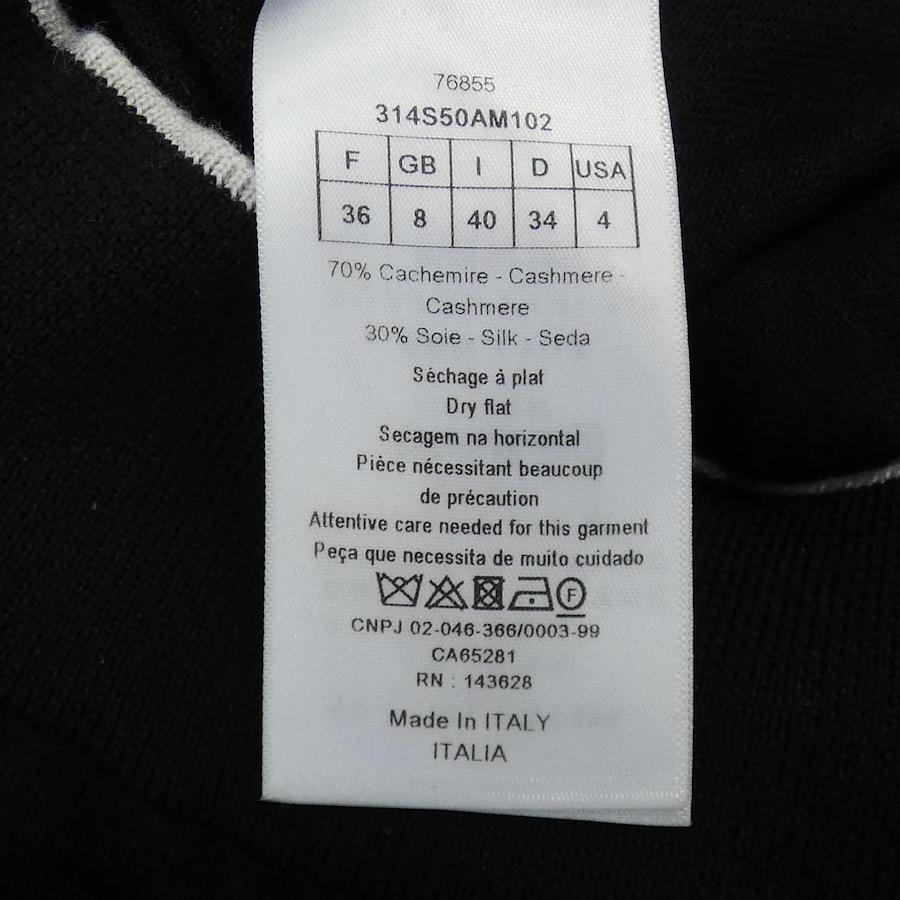 76855
314S50AM102
F GB I D USA
36 8 40 34 4
70% Cachemire - Cashmere -
Cashmere
30% Soie - Silk - Seda
Séchage à plat
Dry flat
Secagem na horizontal
Pièce nécessitant beaucoup
de précaution
Attentive care needed for this garment
Peça que necessita de muito cuidado
F
CNPJ 02-046-366/0003-99
CA65281
RN : 143628
Made In ITALY
ITALIA